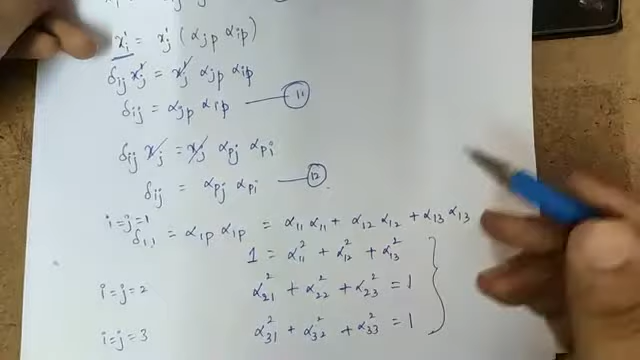 x'ᵢ = x'ⱼ (αⱼₚ αᵢₚ)
δᵢⱼ x'ⱼ = x'ⱼ αⱼₚ αᵢₚ
δᵢⱼ = αⱼₚ αᵢₚ — 11
δᵢⱼ xⱼ = xⱼ αₚⱼ αₚᵢ
δᵢⱼ = αₚⱼ αₚᵢ — 12
i=j=1
δ₁,₁ = α₁ₚ α₁ₚ = α₁₁ α₁₁ + α₁₂ α₁₂ + α₁₃ α₁₃
1 = α₁₁² + α₁₂² + α₁₃²
i=j=2 α₂₁² + α₂₂² + α₂₃² = 1
i=j=3 α₃₁² + α₃₂² + α₃₃² = 1